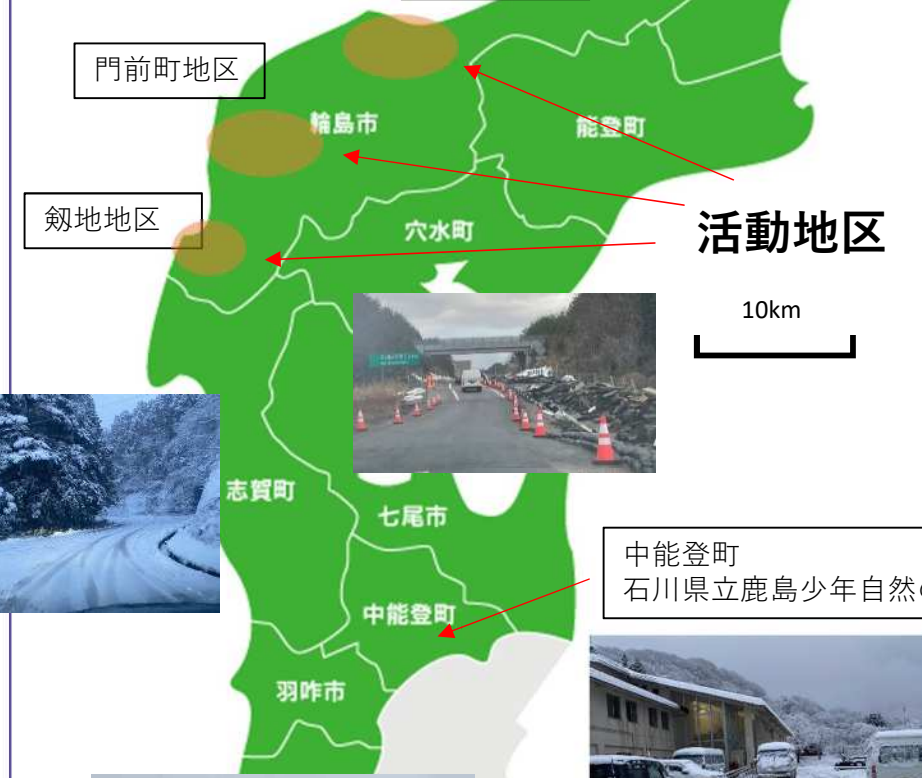 門前町地区
輪島市
能登町
剱地地区
穴水町
活動地区
10km
志賀町
七尾市
中能登町
石川県立鹿島少年自然
中能登町
羽咋市